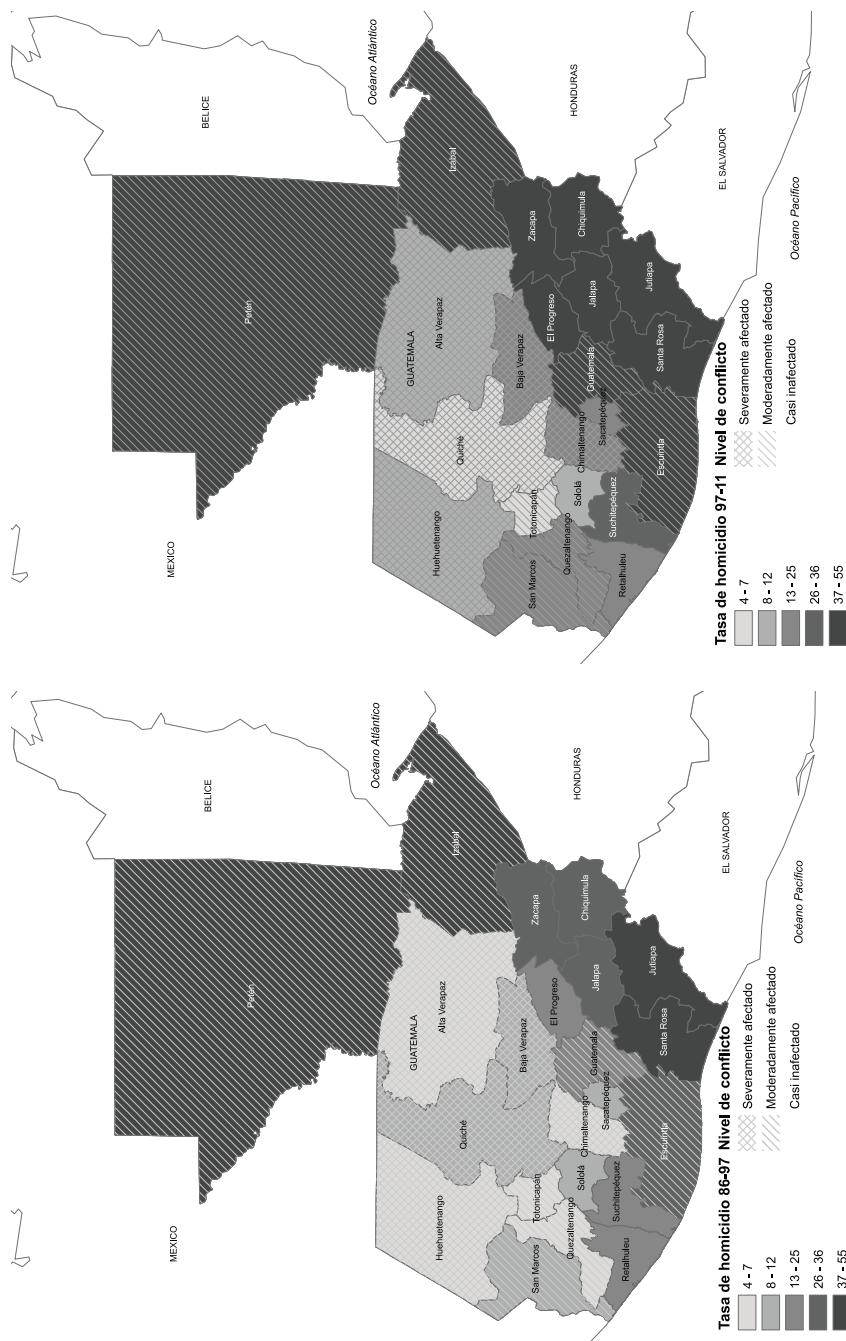 Océano Atlántico
BELICE
HONDURAS
EL SALVADOR
Océano Pacífico
MEXICO
Petén
Izabal
GUATEMALA
Alta Verapaz
Zacapa
Chiquimula
El Progreso
Jalapa
Jutiapa
Baja Verapaz
Guatemala
Santa Rosa
Quiché
Chimaltenango
Sacatepéquez
Escuintla
Huehuetenango
Totonicapán
Sololá
Suchitepéquez
San Marcos
Quezaltenango
Retalhuleu
Tasa de homicidio 97-11 Nivel de conflicto
4 - 7 Severamente afectado
8 - 12 Moderadamente afectado
13 - 25 Casi inafectado
26 - 36
37 - 55
Océano Atlántico
BELICE
HONDURAS
EL SALVADOR
Océano Pacífico
MEXICO
Petén
Izabal
GUATEMALA
Alta Verapaz
Zacapa
Chiquimula
El Progreso
Jalapa
Jutiapa
Baja Verapaz
Guatemala
Santa Rosa
Quiché
Chimaltenango
Sacatepéquez
Escuintla
Huehuetenango
Totonicapán
Sololá
Suchitepéquez
San Marcos
Quezaltenango
Retalhuleu
Tasa de homicidio 86-97 Nivel de conflicto
4 - 7 Severamente afectado
8 - 12 Moderadamente afectado
13 - 25 Casi inafectado
26 - 36
37 - 55